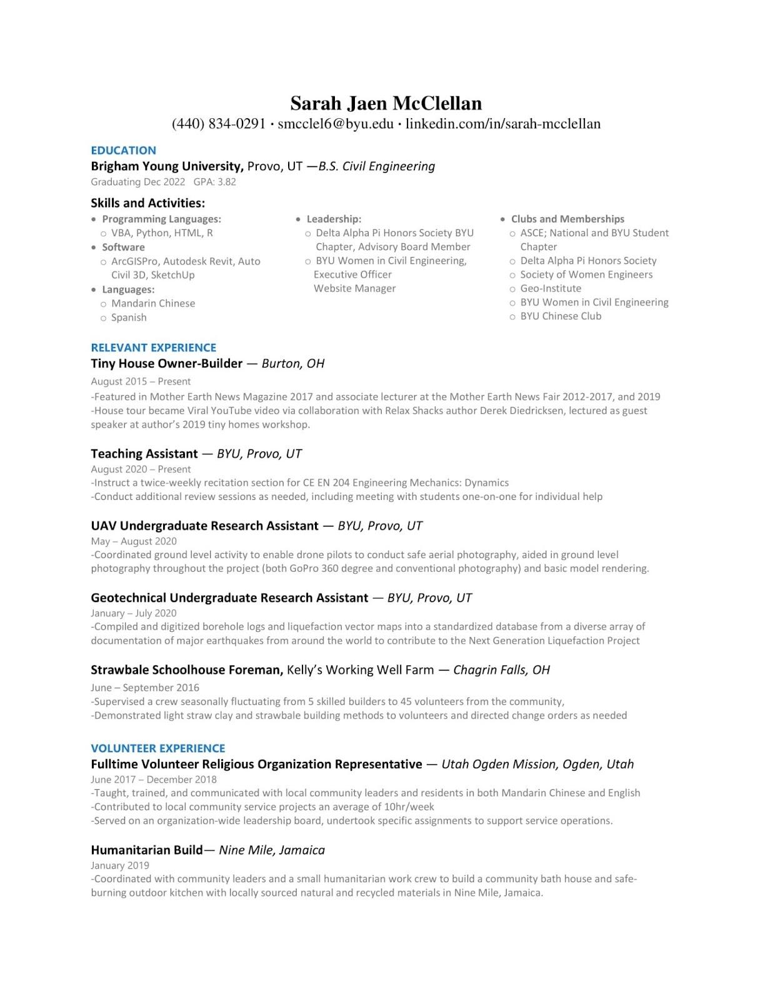 Sarah Jaen McClellan
(440) 834-0291 · smcclel6@byu.edu · linkedin.com/in/sarah-mcclellan
EDUCATION
Brigham Young University, Provo, UT —B.S. Civil Engineering
Graduating Dec 2022   GPA: 3.82
Skills and Activities:
• Programming Languages:
○ VBA, Python, HTML, R
• Software
○ ArcGISPro, Autodesk Revit, Auto
Civil 3D, SketchUp
• Languages:
○ Mandarin Chinese
○ Spanish
• Leadership:
○ Delta Alpha Pi Honors Society BYU
Chapter, Advisory Board Member
○ BYU Women in Civil Engineering,
Executive Officer
Website Manager
• Clubs and Memberships
○ ASCE; National and BYU Student
Chapter
○ Delta Alpha Pi Honors Society
○ Society of Women Engineers
○ Geo-Institute
○ BYU Women in Civil Engineering
○ BYU Chinese Club
RELEVANT EXPERIENCE
Tiny House Owner-Builder — Burton, OH
August 2015 – Present
-Featured in Mother Earth News Magazine 2017 and associate lecturer at the Mother Earth News Fair 2012-2017, and 2019
-House tour became Viral YouTube video via collaboration with Relax Shacks author Derek Diedricksen, lectured as guest
speaker at author’s 2019 tiny homes workshop.
Teaching Assistant — BYU, Provo, UT
August 2020 – Present
-Instruct a twice-weekly recitation section for CE EN 204 Engineering Mechanics: Dynamics
-Conduct additional review sessions as needed, including meeting with students one-on-one for individual help
UAV Undergraduate Research Assistant — BYU, Provo, UT
May – August 2020
-Coordinated ground level activity to enable drone pilots to conduct safe aerial photography, aided in ground level
photography throughout the project (both GoPro 360 degree and conventional photography) and basic model rendering.
Geotechnical Undergraduate Research Assistant — BYU, Provo, UT
January – July 2020
-Compiled and digitized borehole logs and liquefaction vector maps into a standardized database from a diverse array of
documentation of major earthquakes from around the world to contribute to the Next Generation Liquefaction Project
Strawbale Schoolhouse Foreman, Kelly’s Working Well Farm — Chagrin Falls, OH
June – September 2016
-Supervised a crew seasonally fluctuating from 5 skilled builders to 45 volunteers from the community,
-Demonstrated light straw clay and strawbale building methods to volunteers and directed change orders as needed
VOLUNTEER EXPERIENCE
Fulltime Volunteer Religious Organization Representative — Utah Ogden Mission, Ogden, Utah
June 2017 – December 2018
-Taught, trained, and communicated with local community leaders and residents in both Mandarin Chinese and English
-Contributed to local community service projects an average of 10hr/week
-Served on an organization-wide leadership board, undertook specific assignments to support service operations.
Humanitarian Build— Nine Mile, Jamaica
January 2019
-Coordinated with community leaders and a small humanitarian work crew to build a community bath house and safe-
burning outdoor kitchen with locally sourced natural and recycled materials in Nine Mile, Jamaica.